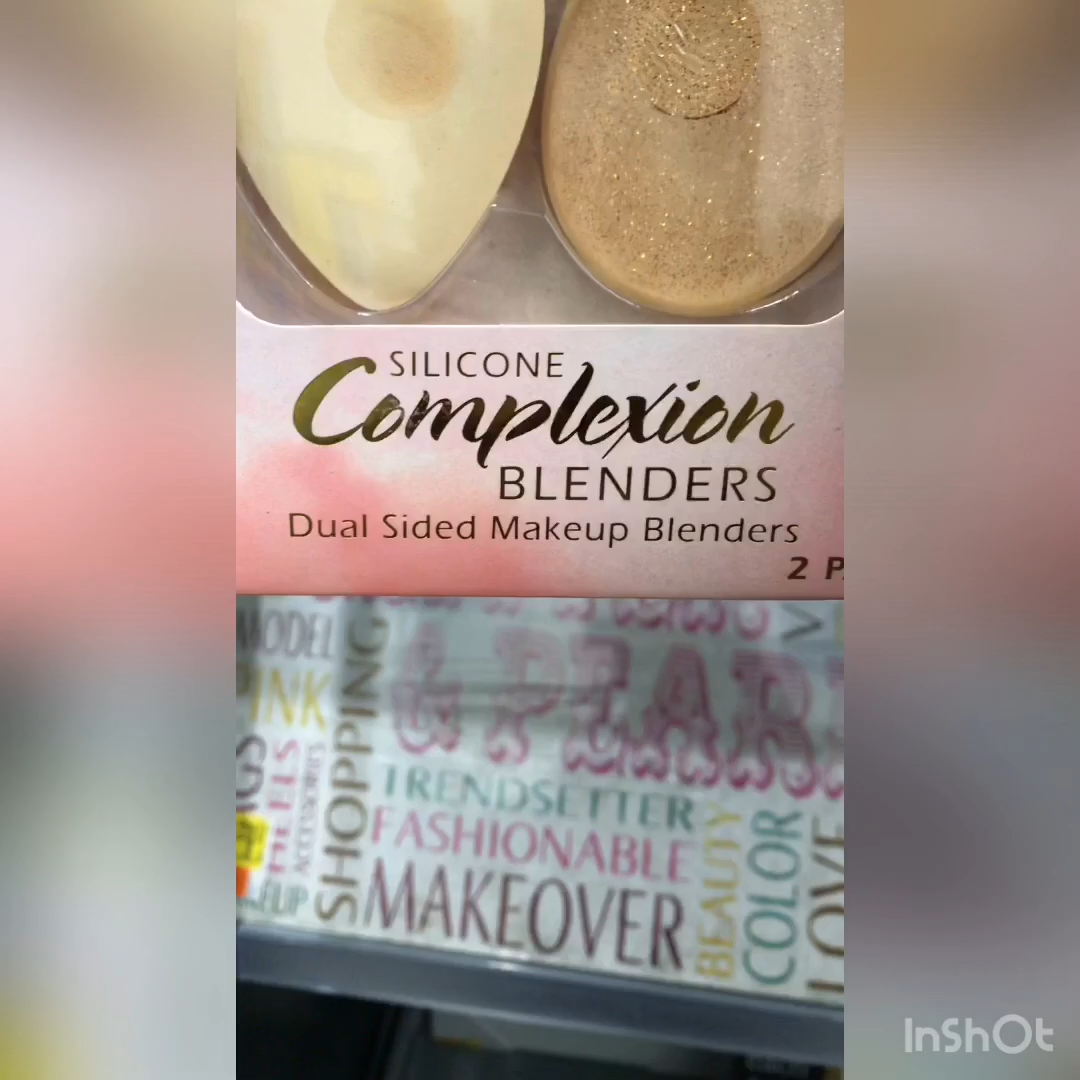 SILICONE
Complexion
BLENDERS
Dual Sided Makeup Blenders
2 P
MODEL
PINK
HEELS
ACCESSORIES
SHOPPING
& PEAR
TRENDSETTER
FASHIONABLE
MAKEOVER
BEAUTY
COLOR
LOVE
InShOt